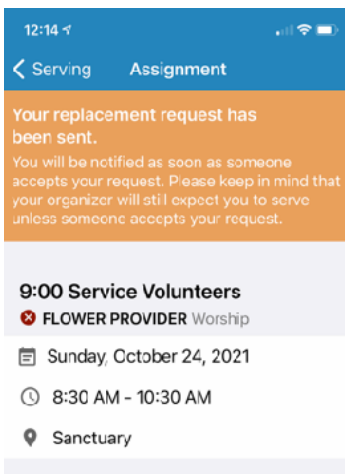 12:14
Serving Assignment
Your replacement request has
been sent.
You will be notified as soon as someone
accepts your request. Please keep in mind that
your organizer will still expect you to serve
unless someone accepts your request.
9:00 Service Volunteers
FLOWER PROVIDER Worship
Sunday, October 24, 2021
8:30 AM - 10:30 AM
Sanctuary